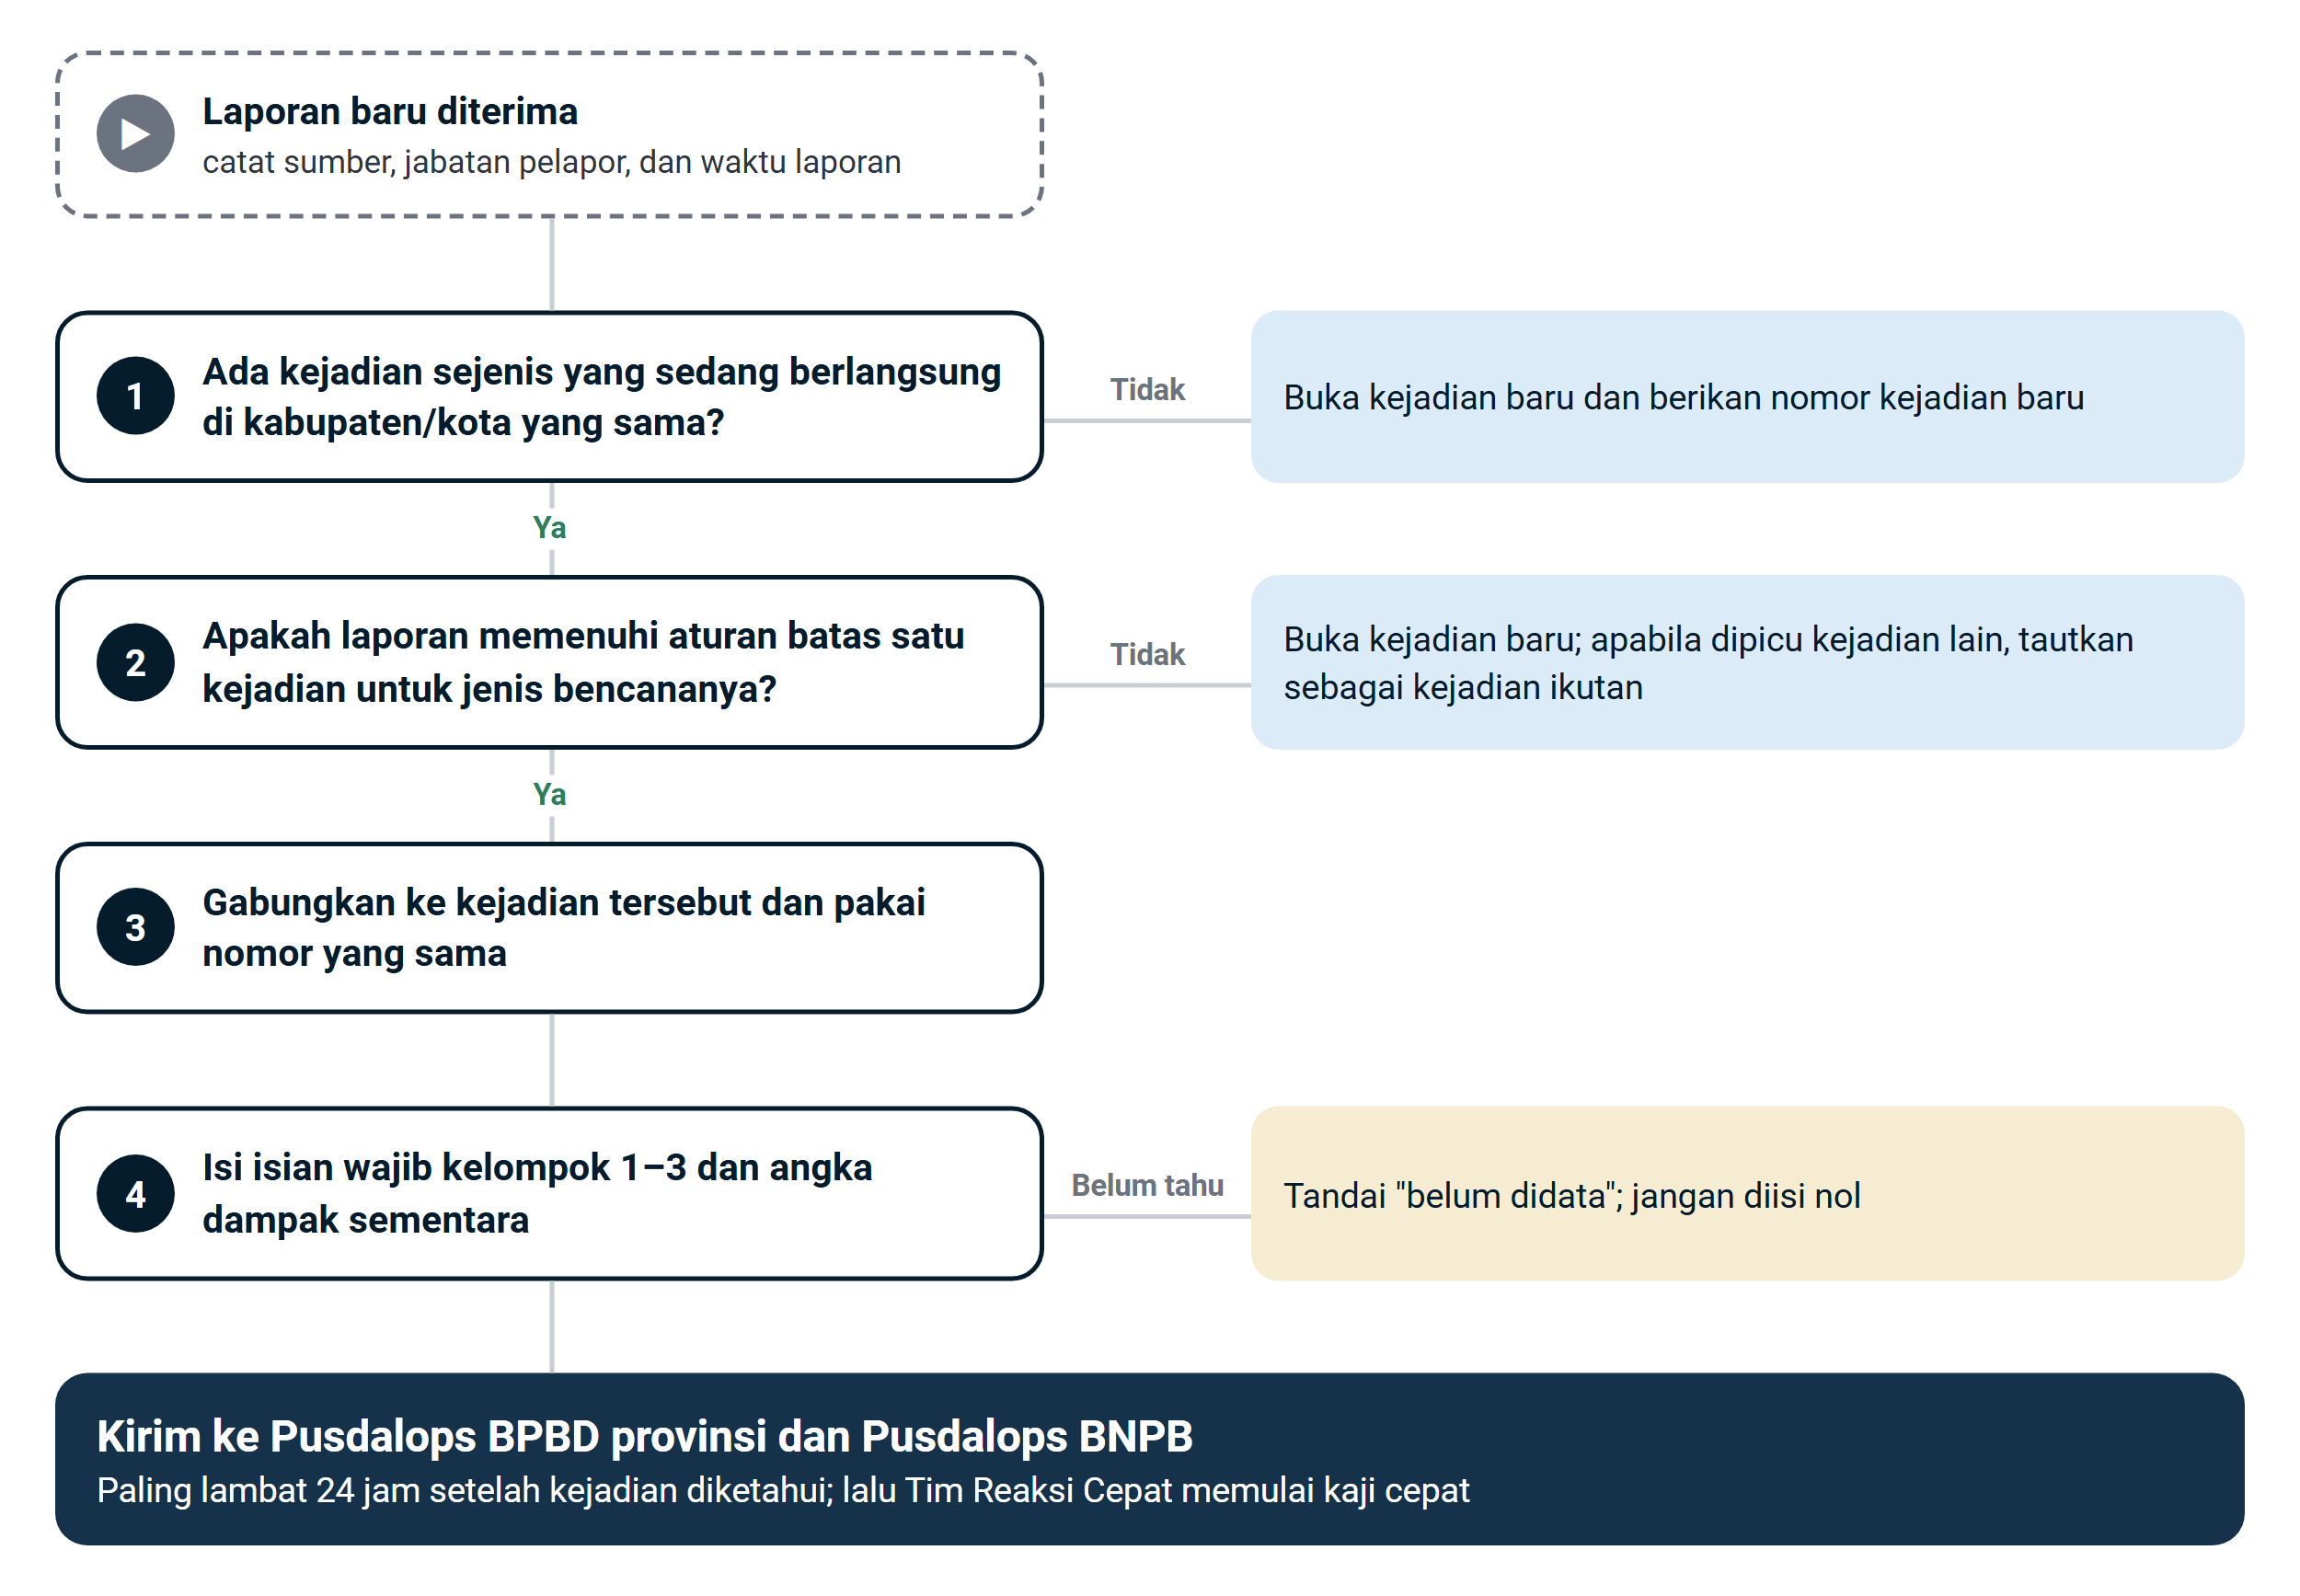 Laporan baru diterima
catat sumber, jabatan pelapor, dan waktu laporan
1
Ada kejadian sejenis yang sedang berlangsung
di kabupaten/kota yang sama?
Tidak
Buka kejadian baru dan berikan nomor kejadian baru
Ya
2
Apakah laporan memenuhi aturan batas satu
kejadian untuk jenis bencananya?
Tidak
Buka kejadian baru; apabila dipicu kejadian lain, tautkan
sebagai kejadian ikutan
Ya
3
Gabungkan ke kejadian tersebut dan pakai
nomor yang sama
4
Isi isian wajib kelompok 1–3 dan angka
dampak sementara
Belum tahu
Tandai "belum didata"; jangan diisi nol
Kirim ke Pusdalops BPBD provinsi dan Pusdalops BNPB
Paling lambat 24 jam setelah kejadian diketahui; lalu Tim Reaksi Cepat memulai kaji cepat